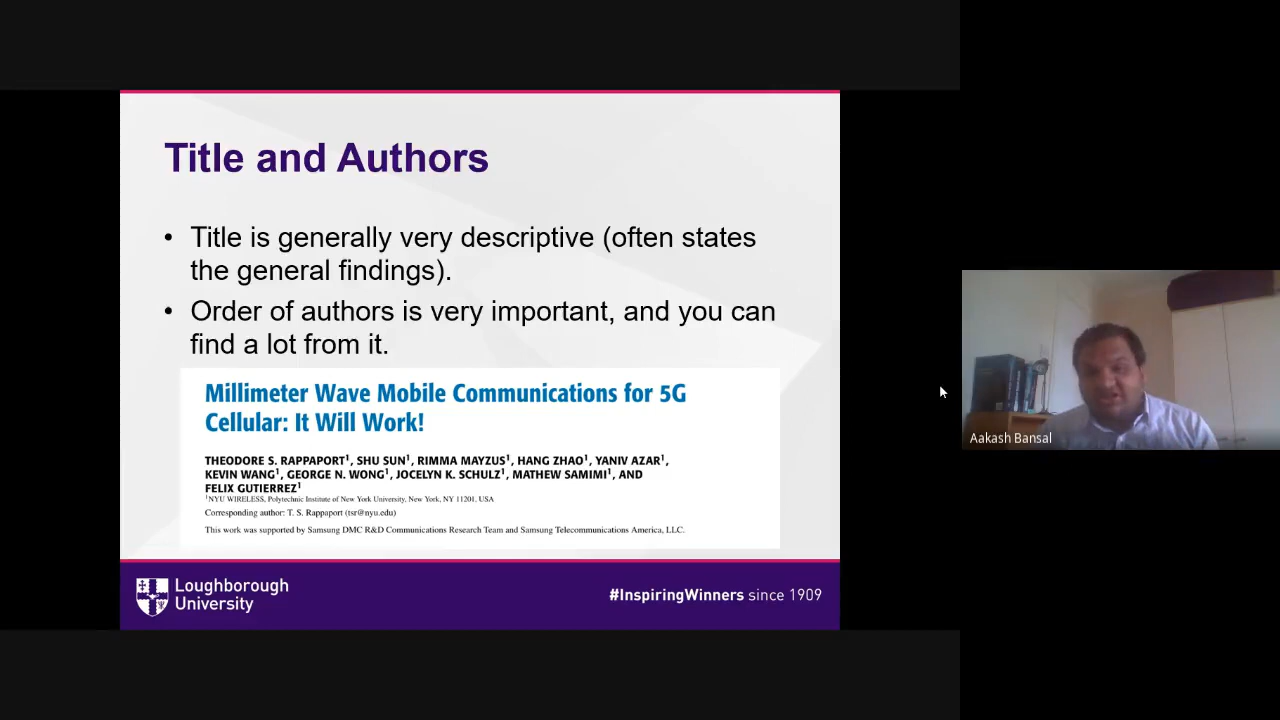 Title and Authors
• Title is generally very descriptive (often states
the general findings).
• Order of authors is very important, and you can
find a lot from it.
Millimeter Wave Mobile Communications for 5G
Cellular: It Will Work!
THEODORE S. RAPPAPORT1, SHU SUN1, RIMMA MAYZUS1, HANG ZHAO1, YANIV AZAR1,
KEVIN WANG1, GEORGE N. WONG1, JOCELYN K. SCHULZ1, MATHEW SAMIMI1, AND
FELIX GUTIERREZ1
1NYU WIRELESS, Polytechnic Institute of New York University, New York, NY 11201, USA
Corresponding author: T. S. Rappaport (tsr@nyu.edu)
This work was supported by Samsung DMC R&D Communications Research Team and Samsung Telecommunications America, LLC.
Loughborough
University
#InspiringWinners since 1909
Aakash Bansal